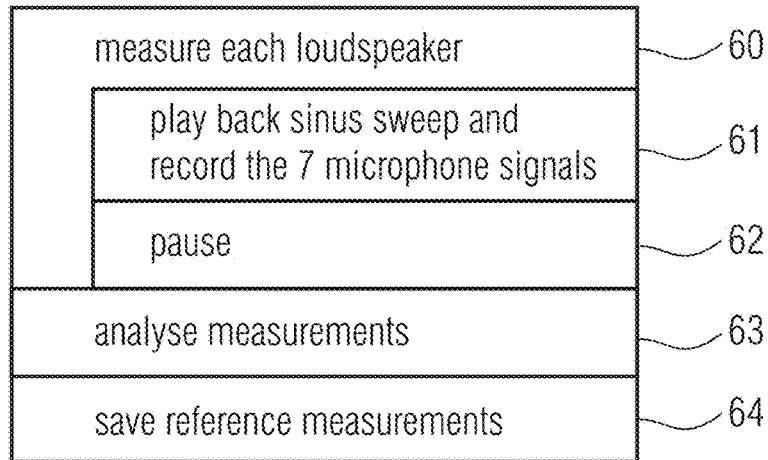 measure each loudspeaker 60
play back sinus sweep and
record the 7 microphone signals 61
pause 62
analyse measurements 63
save reference measurements 64